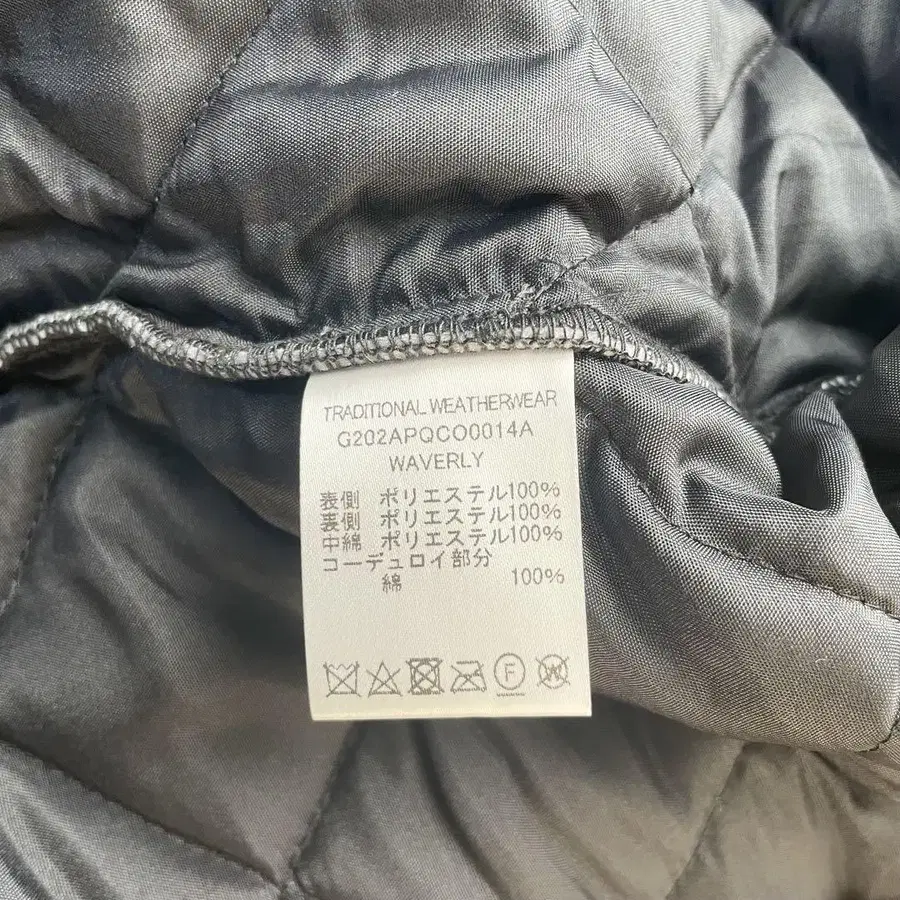 TRADITIONAL WEATHERWEAR
G202APQCO0014A
WAVERLY
表側 ポリエステル100%
裏側 ポリエステル100%
中綿 ポリエステル100%
コーデュロイ部分
綿 100%
F W